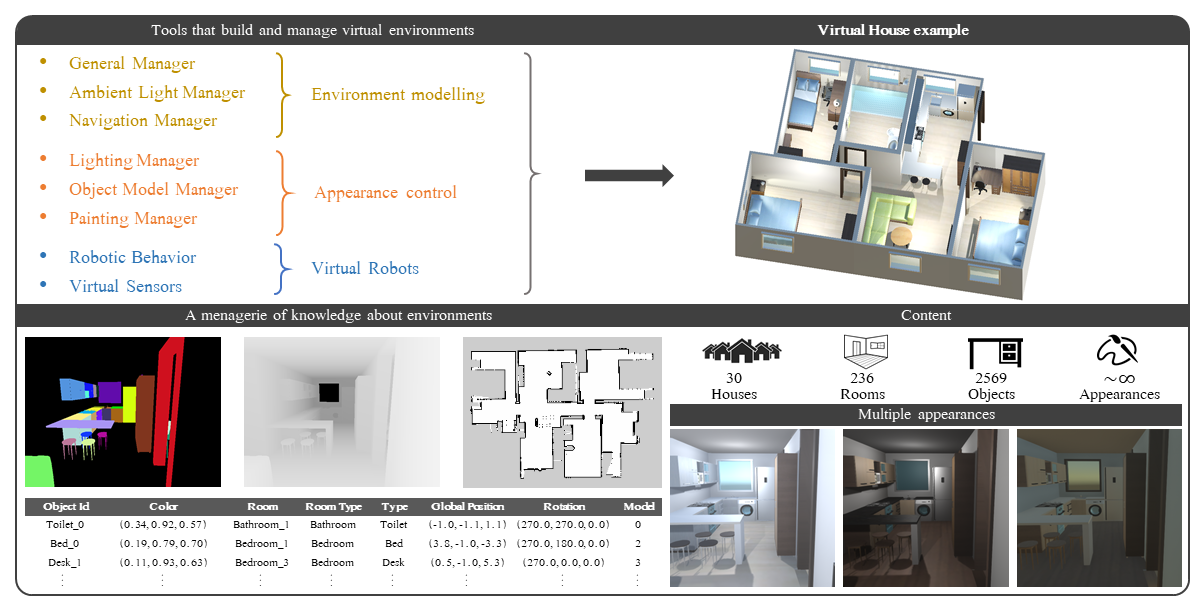 Tools that build and manage virtual environments
Virtual House example
• General Manager
• Ambient Light Manager
• Navigation Manager
Environment modelling
• Lighting Manager
• Object Model Manager
• Painting Manager
Appearance control
• Robotic Behavior
• Virtual Sensors
Virtual Robots
A menagerie of knowledge about environments
Object Id Color Room Room Type Type Global Position Rotation Model
Toilet_0 (0.34, 0.92, 0.57) Bathroom_1 Bathroom Toilet (-1.0, -1.1, 1.1) (270.0, 270.0, 0.0) 0
Bed_0 (0.19, 0.79, 0.70) Bedroom_1 Bedroom Bed (3.8, -1.0, -3.3) (270.0, 180.0, 0.0) 2
Desk_1 (0.11, 0.93, 0.63) Bedroom_3 Bedroom Desk (0.5, -1.0, 5.3) (270.0, 0.0, 0.0) 3
⋮ ⋮ ⋮ ⋮ ⋮ ⋮ ⋮ ⋮
Content
30 236 2569 ~∞
Houses Rooms Objects Appearances
Multiple appearances